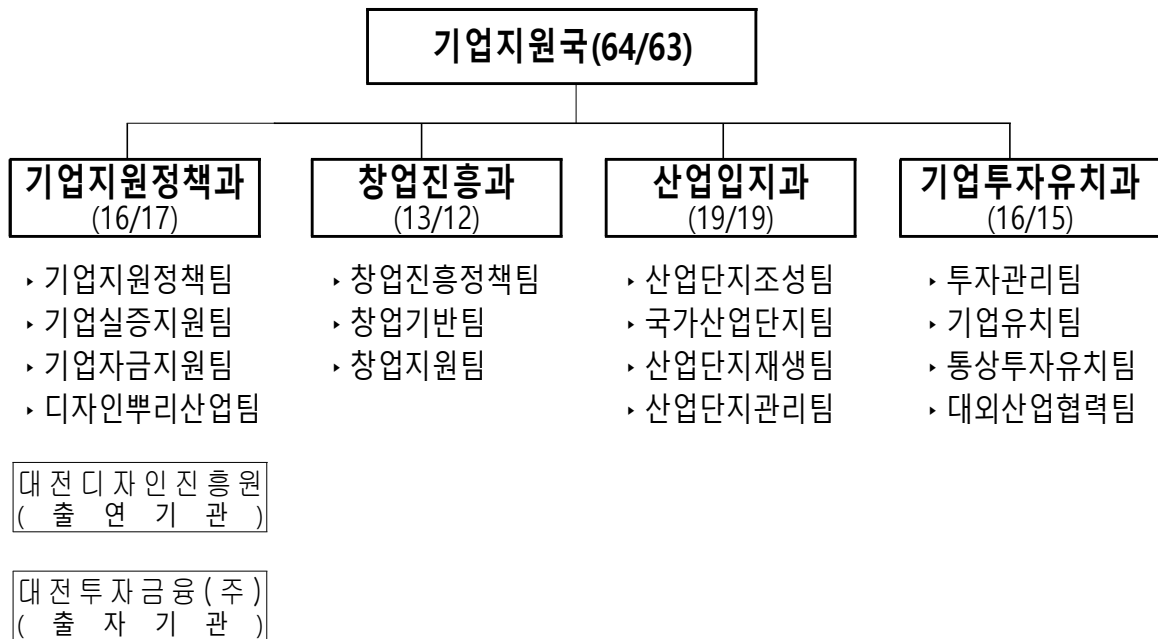 기업지원국(64/63)
기업지원정책과
(16/17)
창업진흥과
(13/12)
산업입지과
(19/19)
기업투자유치과
(16/15)
‣ 기업지원정책팀
‣ 기업실증지원팀
‣ 기업자금지원팀
‣ 디자인뿌리산업팀
‣ 창업진흥정책팀
‣ 창업기반팀
‣ 창업지원팀
‣ 산업단지조성팀
‣ 국가산업단지팀
‣ 산업단지재생팀
‣ 산업단지관리팀
‣ 투자관리팀
‣ 기업유치팀
‣ 통상투자유치팀
‣ 대외산업협력팀
대전디자인진흥원
( 출 연 기 관 )
대전투자금융(주)
( 출 자 기 관 )